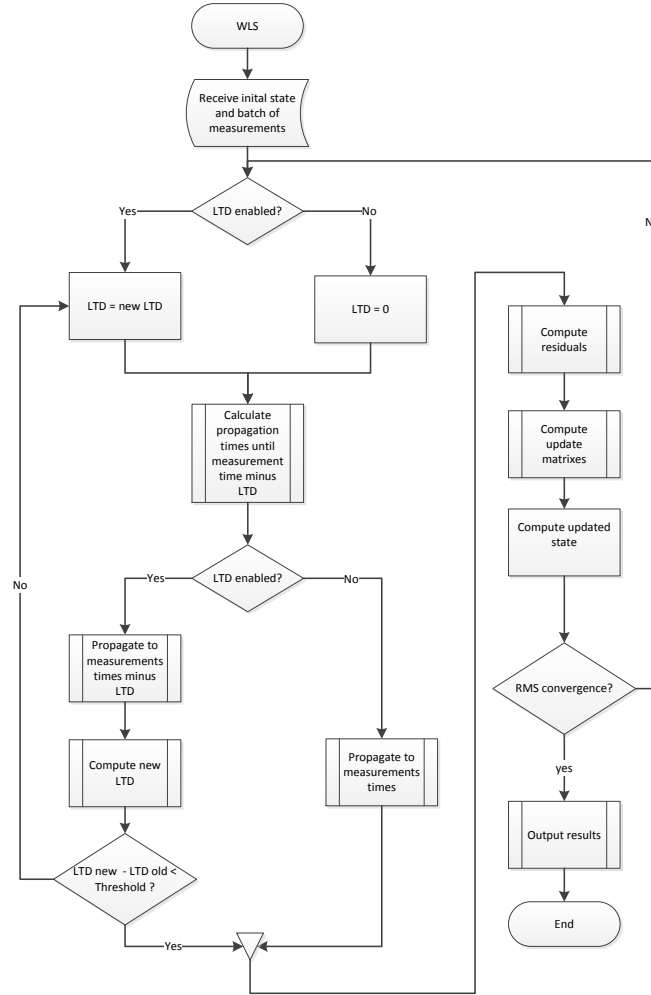 WLS
Receive inital state
and batch of
measurements
LTD enabled?
Yes
No
LTD = new LTD
LTD = 0
Calculate
propagation
times until
measurement
time minus
LTD
LTD enabled?
Yes
No
No
Propagate to
measurements
times minus
LTD
Compute new
LTD
Propagate to
measurements
times
LTD new - LTD old <
Threshold ?
Yes
Compute
residuals
Compute
update
matrixes
Compute updated
state
RMS convergence?
yes
Output results
End
N